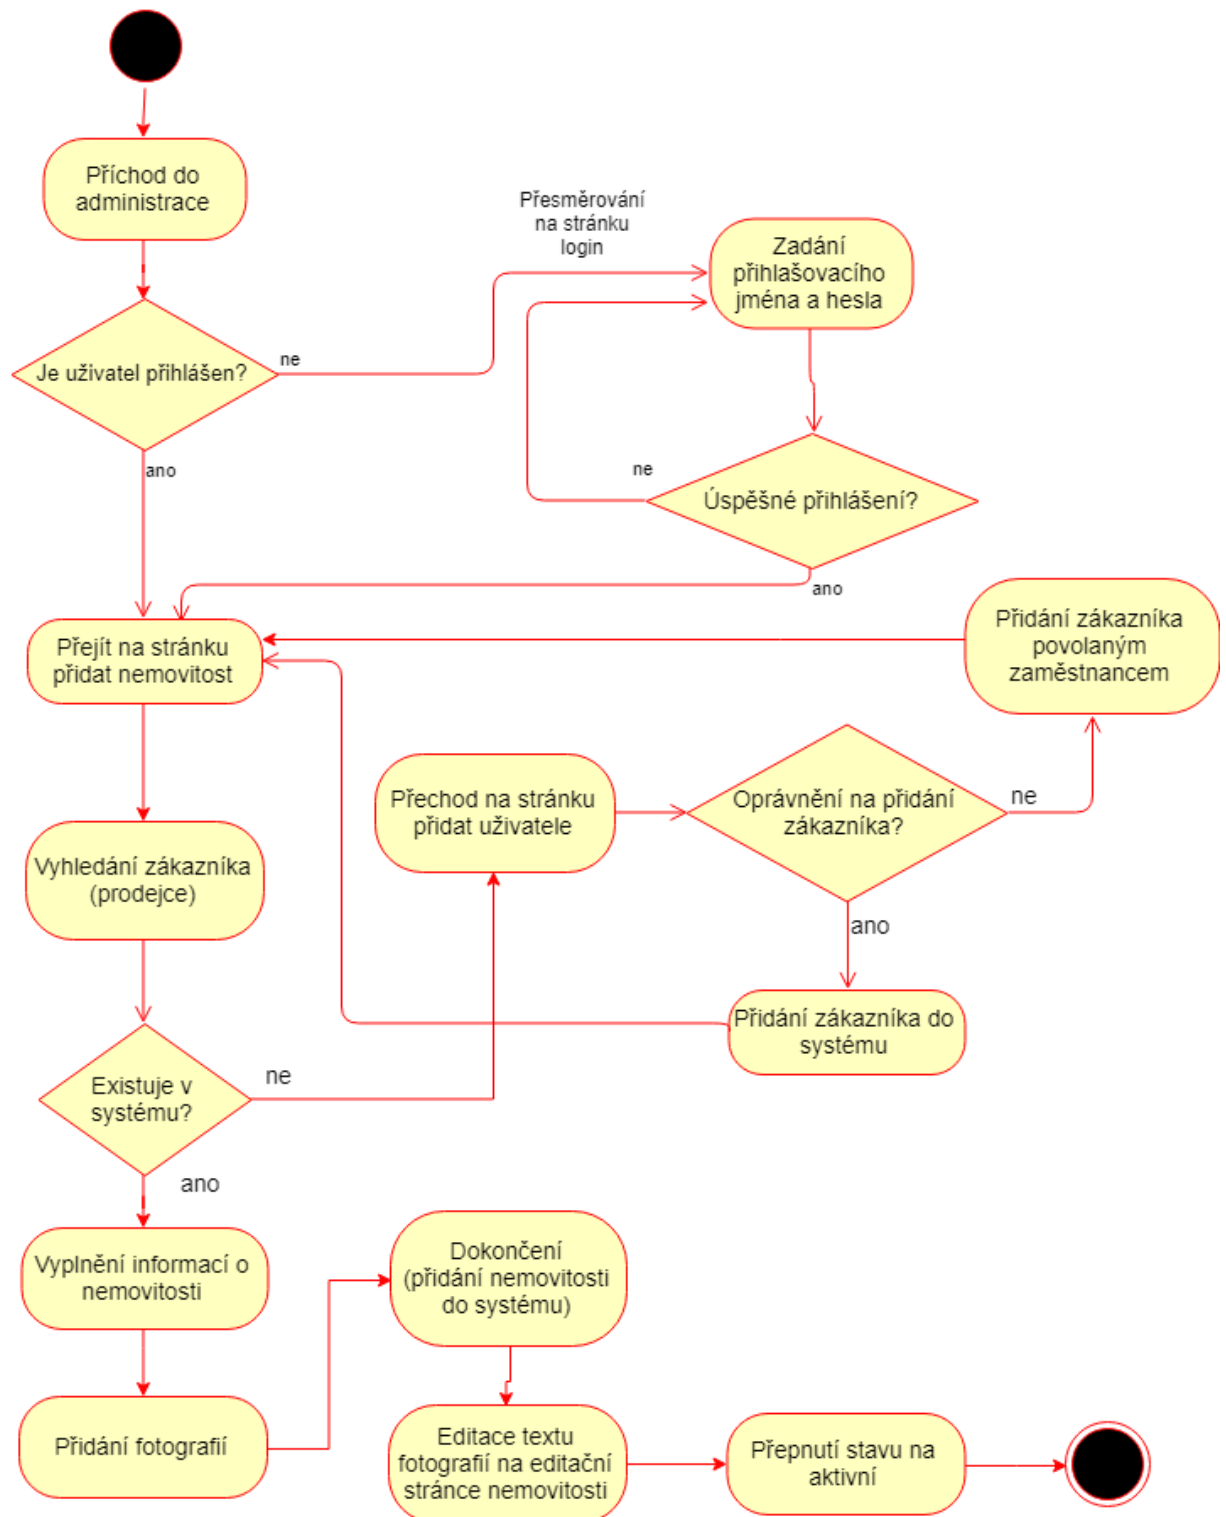 Příchod do
administrace
Přesměrování
na stránku
login
Zadání
přihlašovacího
jména a hesla
Je uživatel přihlášen?
ne
ano
ne
Úspěšné přihlášení?
ano
Přejít na stránku
přidat nemovitost
Přidání zákazníka
povolaným
zaměstnancem
Přechod na stránku
přidat uživatele
Oprávnění na přidání
zákazníka?
ne
ano
Vyhledání zákazníka
(prodejce)
Přidání zákazníka do
systému
Existuje v
systému?
ne
ano
Vyplnění informací o
nemovitosti
Dokončení
(přidání nemovitosti
do systému)
Přidání fotografií
Editace textu
fotografií na editační
stránce nemovitosti
Přepnutí stavu na
aktivní